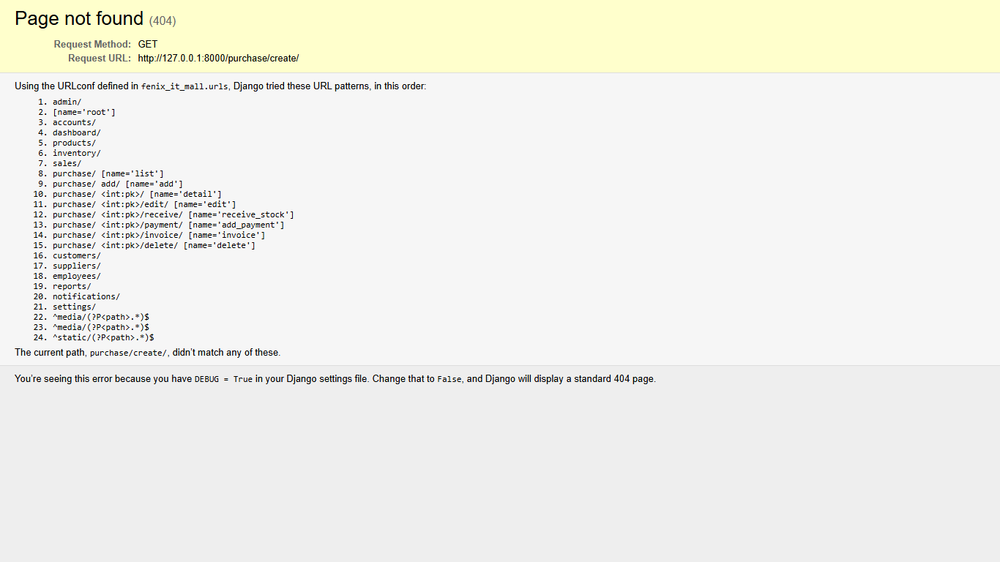 Page not found (404)
Request Method: GET
Request URL: http://127.0.0.1:8000/purchase/create/
Using the URLconf defined in fenix_it_mall.urls, Django tried these URL patterns, in this order:
1. admin/
2. [name='root']
3. accounts/
4. dashboard/
5. products/
6. inventory/
7. sales/
8. purchase/ [name='list']
9. purchase/ add/ [name='add']
10. purchase/ <int:pk>/ [name='detail']
11. purchase/ <int:pk>/edit/ [name='edit']
12. purchase/ <int:pk>/receive/ [name='receive_stock']
13. purchase/ <int:pk>/payment/ [name='add_payment']
14. purchase/ <int:pk>/invoice/ [name='invoice']
15. purchase/ <int:pk>/delete/ [name='delete']
16. customers/
17. suppliers/
18. employees/
19. reports/
20. notifications/
21. settings/
22. ^media/(?P<path>.*)$
23. ^media/(?P<path>.*)$
24. ^static/(?P<path>.*)$
The current path, purchase/create/, didn’t match any of these.
You’re seeing this error because you have DEBUG = True in your Django settings file. Change that to False, and Django will display a standard 404 page.